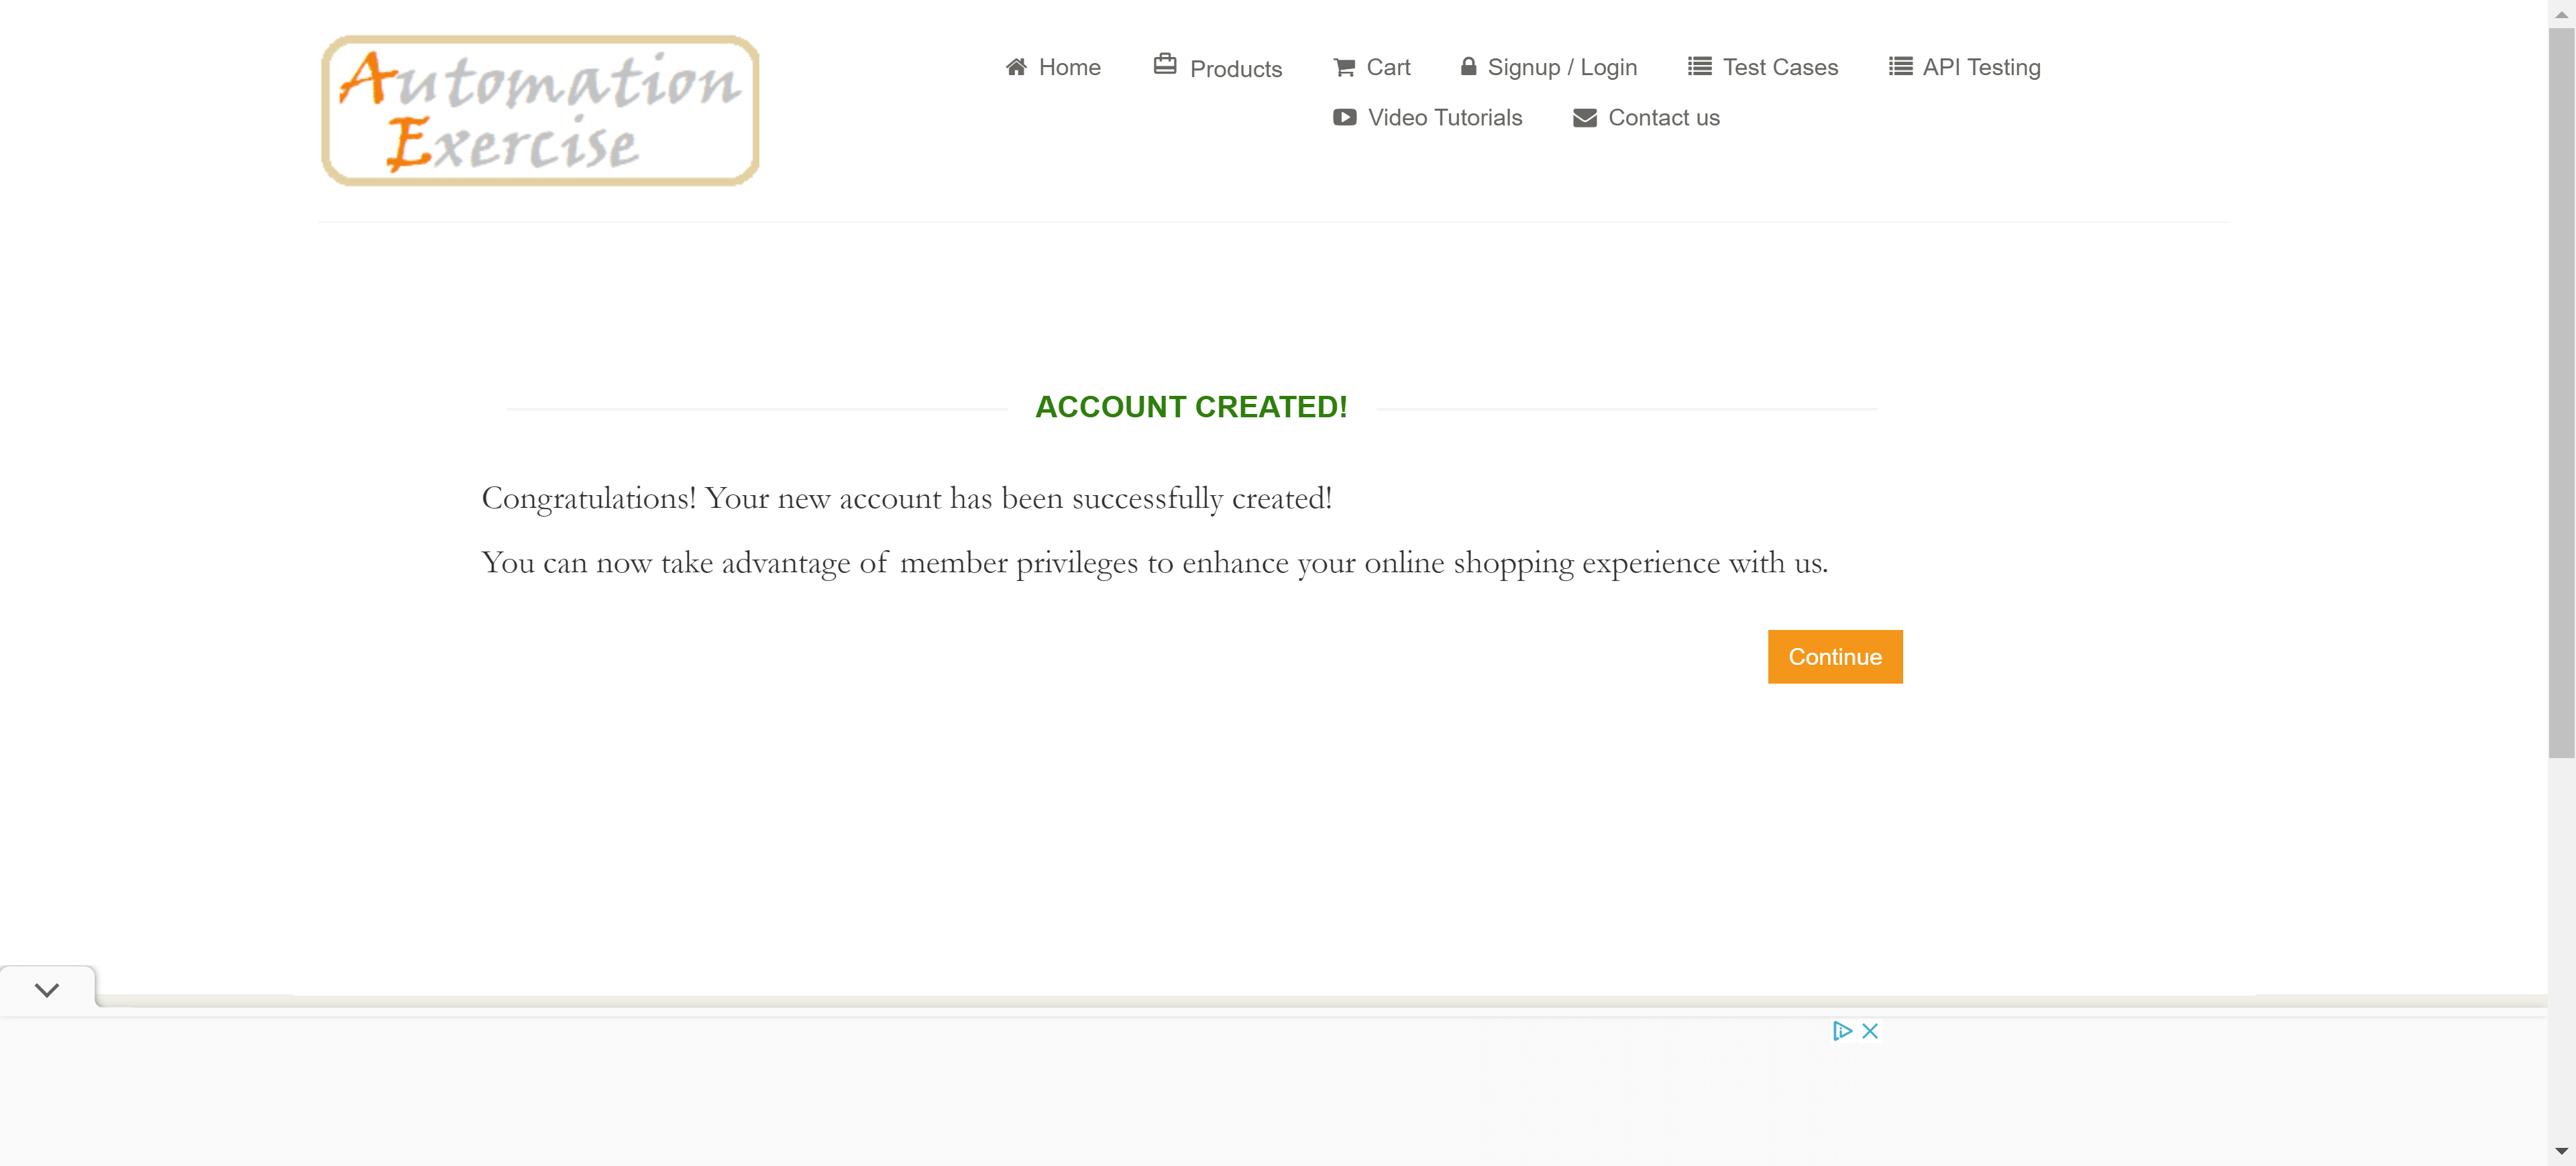 Automation
Exercise
Home
Products
Cart
Signup / Login
Test Cases
API Testing
Video Tutorials
Contact us
ACCOUNT CREATED!
Congratulations! Your new account has been successfully created!
You can now take advantage of member privileges to enhance your online shopping experience with us.
Continue